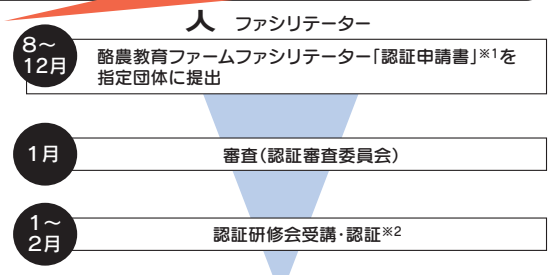 人 ファシリテーター
8～
12月
酪農教育ファームファシリテーター「認証申請書」※1を
指定団体に提出
1月
審査（認証審査委員会）
1～
2月
認証研修会受講・認証※2